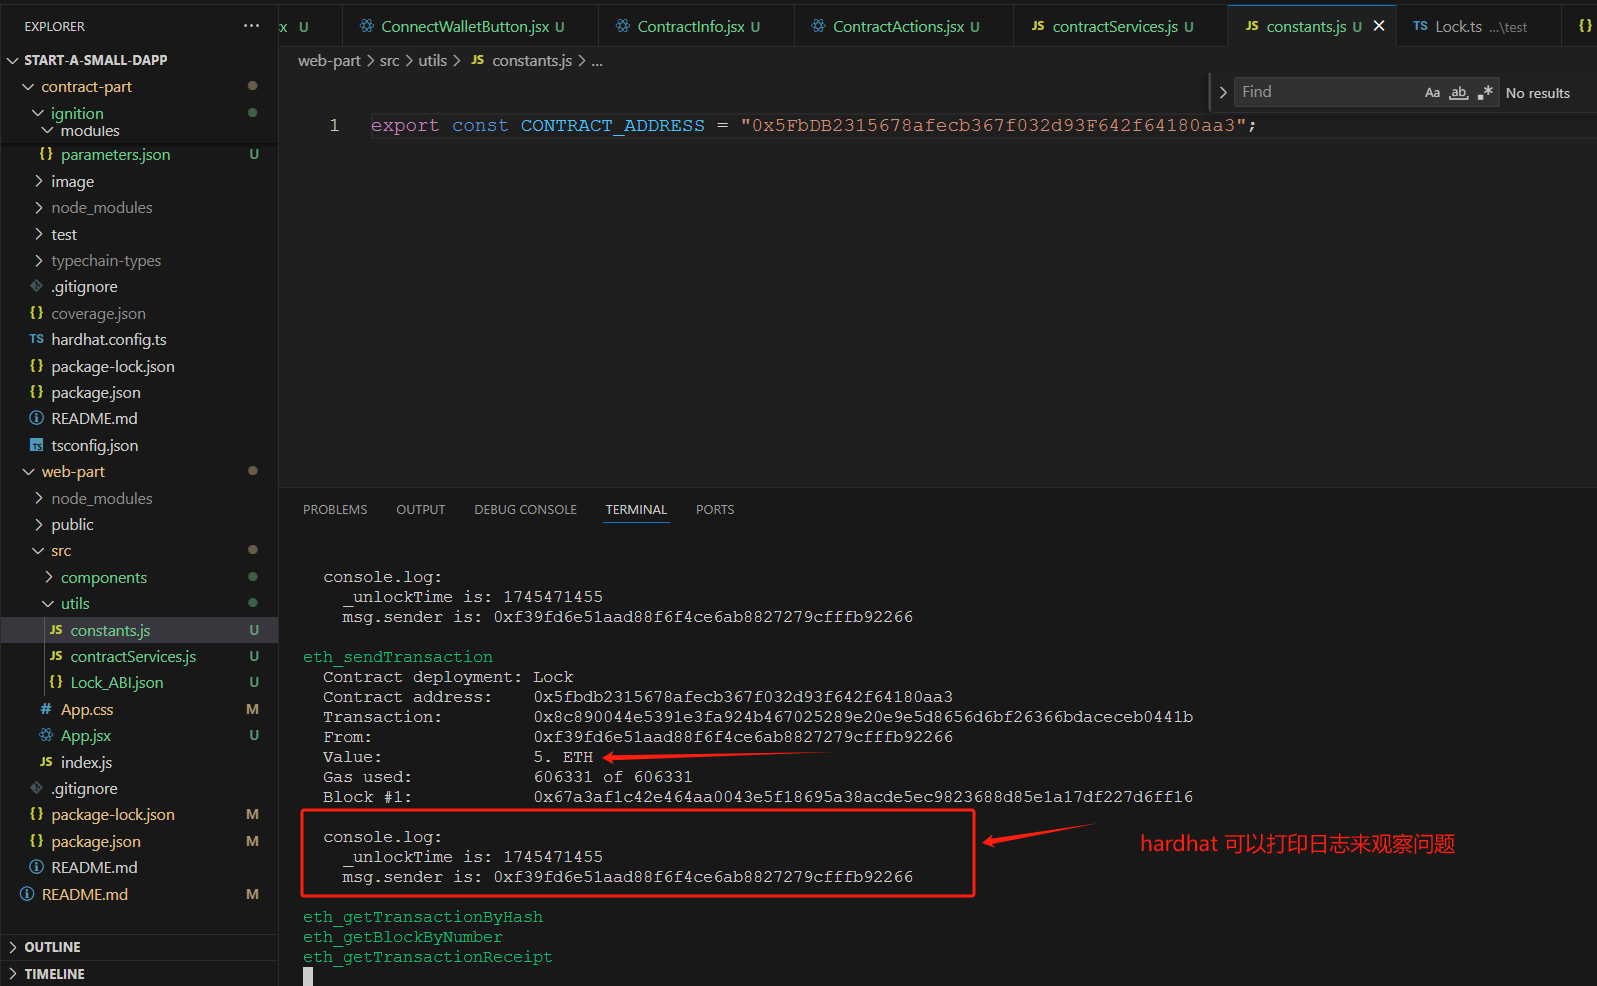 EXPLORER
START-A-SMALL-DAPP
contract-part
ignition
modules
parameters.json U
image
node_modules
test
typechain-types
.gitignore
coverage.json
hardhat.config.ts
package-lock.json
package.json
README.md
tsconfig.json
web-part
node_modules
public
src
components
utils
constants.js U
contractServices.js U
Lock_ABI.json U
App.css M
App.jsx U
index.js
.gitignore
package-lock.json M
package.json M
README.md
README.md M
OUTLINE
TIMELINE
x U ConnectWalletButton.jsx U ContractInfo.jsx U ContractActions.jsx U JS contractServices.js U JS constants.js U TS Lock.ts ...\test {}
web-part > src > utils > JS constants.js > ...
Find Aa ab .* No results
1 export const CONTRACT_ADDRESS = "0x5FbDB2315678afecb367f032d93F642f64180aa3";
PROBLEMS OUTPUT DEBUG CONSOLE TERMINAL PORTS
console.log:
_unlockTime is: 1745471455
msg.sender is: 0xf39fd6e51aad88f6f4ce6ab8827279cfffb92266
eth_sendTransaction
Contract deployment: Lock
Contract address: 0x5fbdb2315678afecb367f032d93f642f64180aa3
Transaction: 0x8c890044e5391e3fa924b467025289e20e9e5d8656d6bf26366bdaceceb0441b
From: 0xf39fd6e51aad88f6f4ce6ab8827279cfffb92266
Value: 5. ETH
Gas used: 606331 of 606331
Block #1: 0x67a3af1c42e464aa0043e5f18695a38acde5ec9823688d85e1a17df227d6ff16
console.log:
_unlockTime is: 1745471455
msg.sender is: 0xf39fd6e51aad88f6f4ce6ab8827279cfffb92266
hardhat 可以打印日志来观察问题
eth_getTransactionByHash
eth_getBlockByNumber
eth_getTransactionReceipt